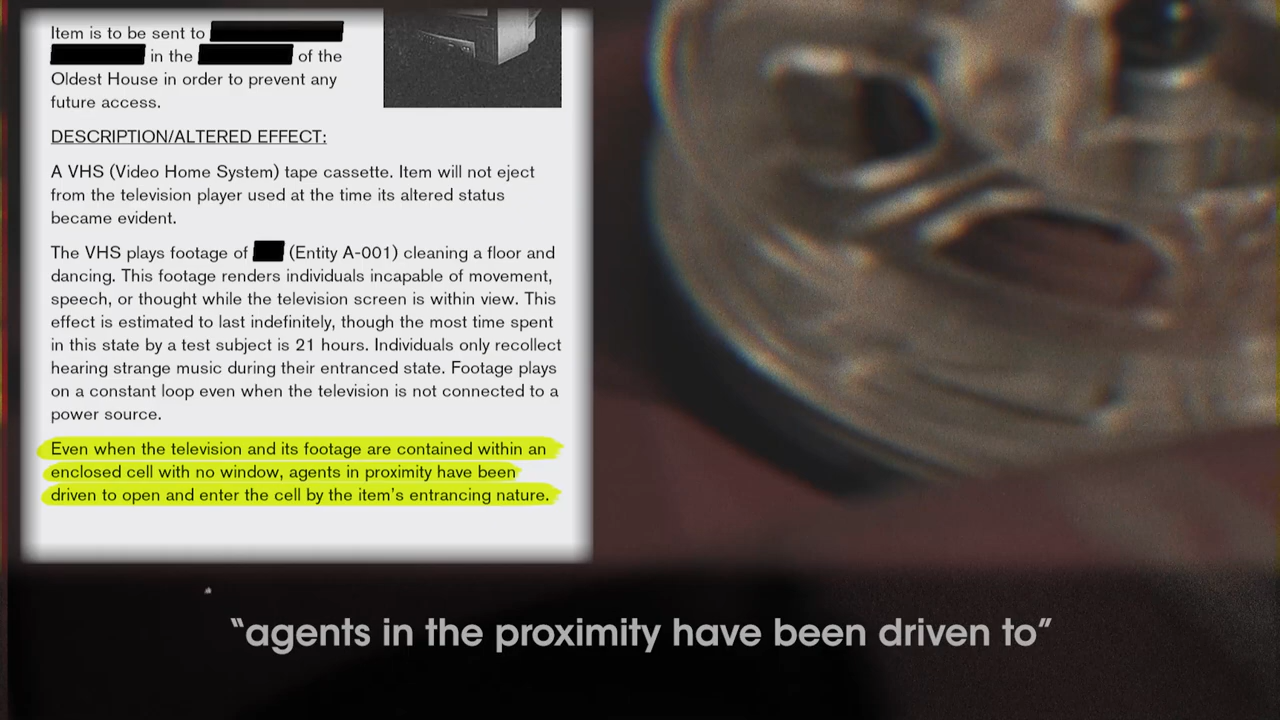 Item is to be sent to
in the of the
Oldest House in order to prevent any
future access.
DESCRIPTION/ALTERED EFFECT:
A VHS (Video Home System) tape cassette. Item will not eject
from the television player used at the time its altered status
became evident.
The VHS plays footage of (Entity A-001) cleaning a floor and
dancing. This footage renders individuals incapable of movement,
speech, or thought while the television screen is within view. This
effect is estimated to last indefinitely, though the most time spent
in this state by a test subject is 21 hours. Individuals only recollect
hearing strange music during their entranced state. Footage plays
on a constant loop even when the television is not connected to a
power source.
Even when the television and its footage are contained within an
enclosed cell with no window, agents in proximity have been
driven to open and enter the cell by the item's entrancing nature.
“agents in the proximity have been driven to”